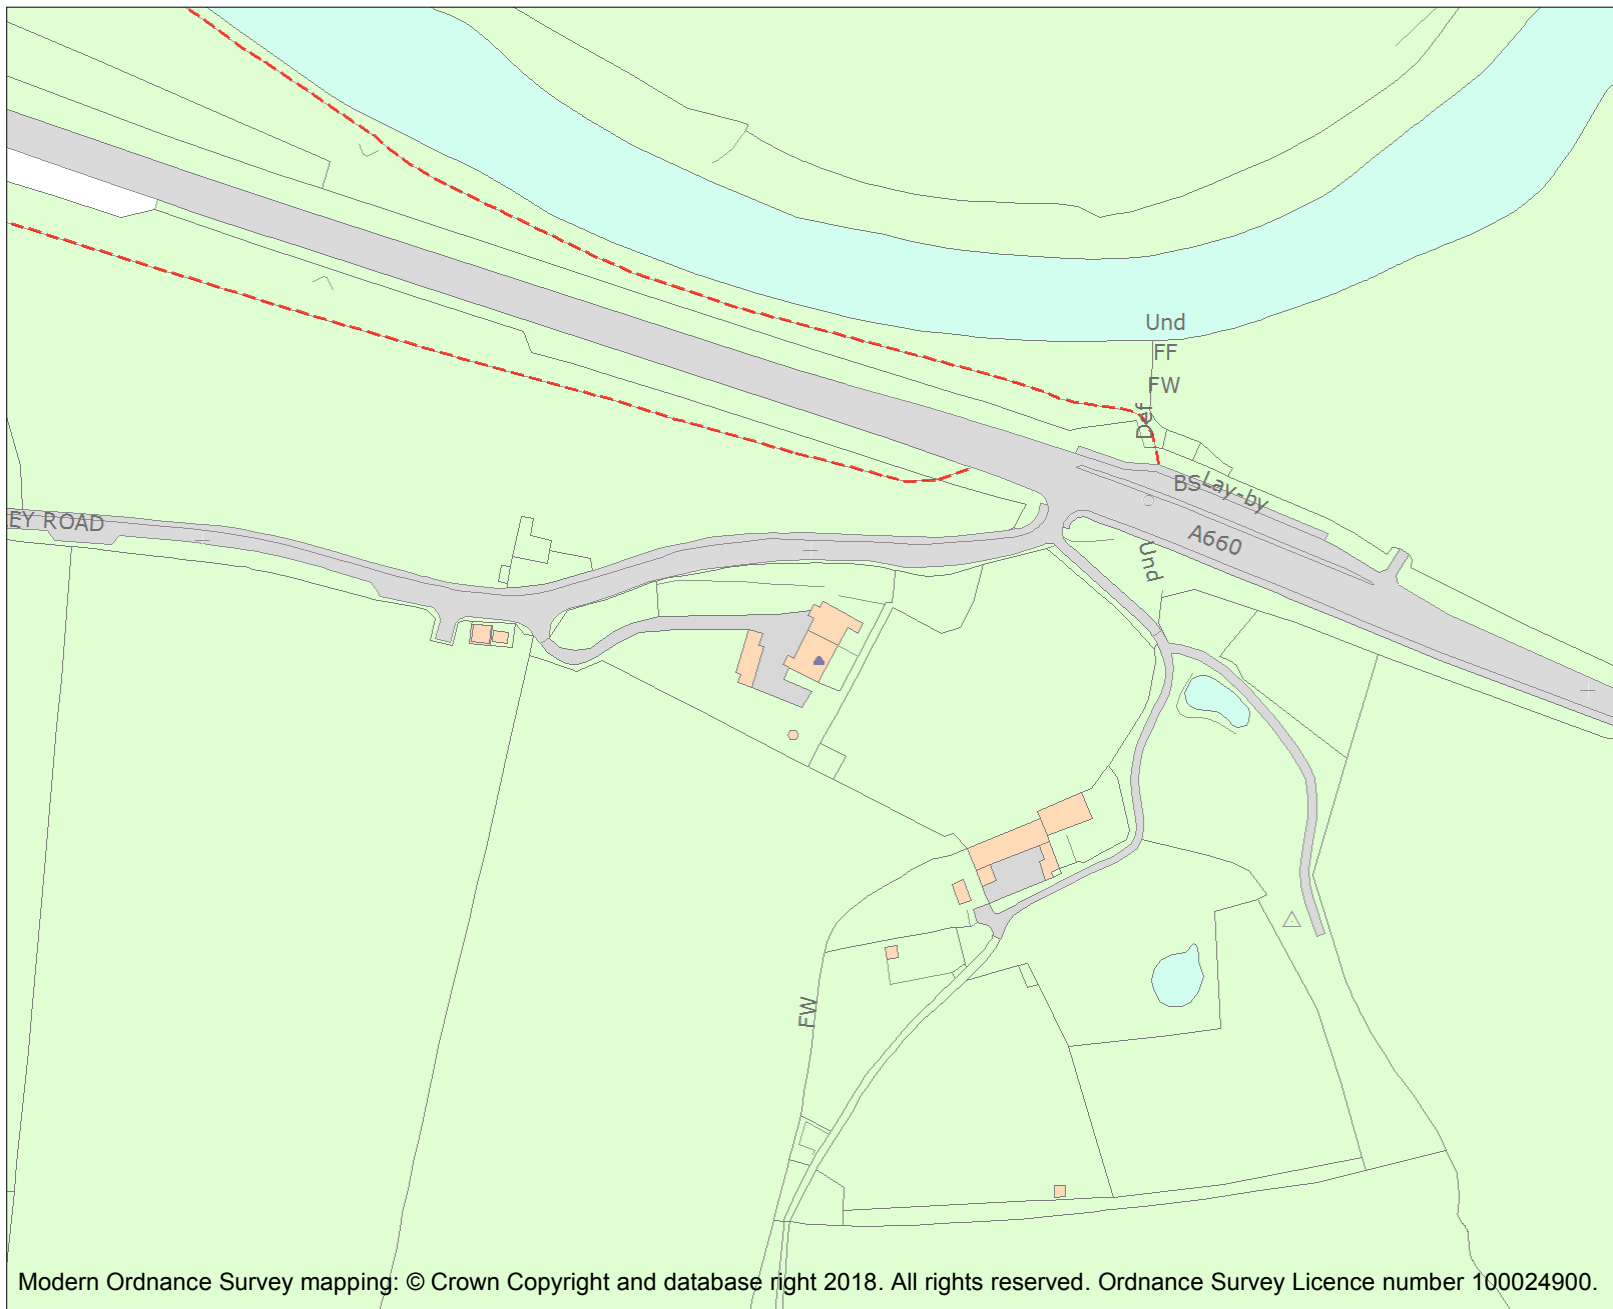 Und
FF
FW
Def
BS
Lay-by
EY ROAD
A660
Und
FW
Modern Ordnance Survey mapping: © Crown Copyright and database right 2018. All rights reserved. Ordnance Survey Licence number 100024900.